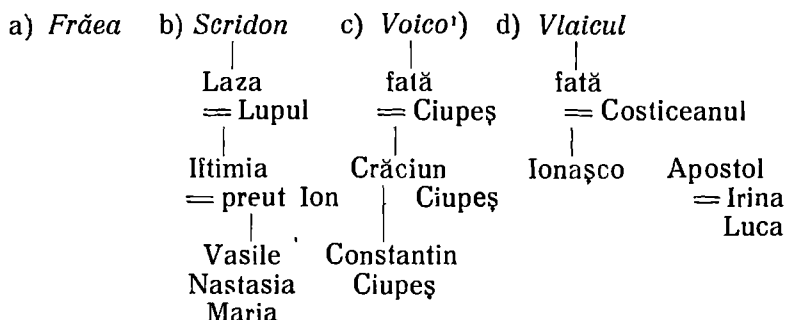 a) Frăea b) Scridon c) Voico¹) d) Vlaicul
Laza fată fată
= Lupul = Ciupeş = Costiceanul
Iftimia Crăciun Ionaşco Apostol
= preut Ion Ciupeş = Irina
Luca
Vasile Constantin
Nastasia Ciupeş
Maria